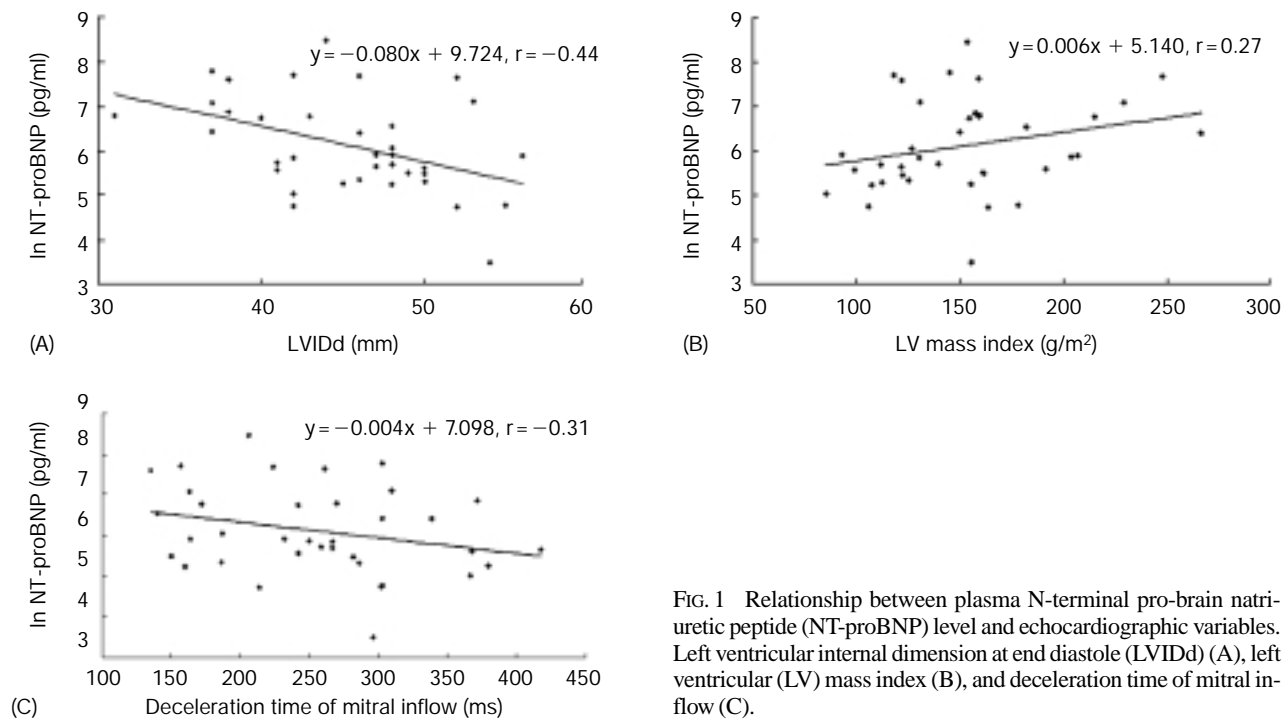 9
8
7
6
5
4
3
ln NT-proBNP (pg/ml)
y=−0.080x + 9.724, r=−0.44
30 40 50 60
(A) LVIDd (mm)
9
8
7
6
5
4
3
ln NT-proBNP (pg/ml)
y=0.006x + 5.140, r=0.27
50 100 150 200 250 300
(B) LV mass index (g/m²)
9
8
7
6
5
4
3
ln NT-proBNP (pg/ml)
y=−0.004x + 7.098, r=−0.31
100 150 200 250 300 350 400 450
(C) Deceleration time of mitral inflow (ms)
FIG. 1 Relationship between plasma N-terminal pro-brain natri-
uretic peptide (NT-proBNP) level and echocardiographic variables.
Left ventricular internal dimension at end diastole (LVIDd) (A), left
ventricular (LV) mass index (B), and deceleration time of mitral in-
flow (C).